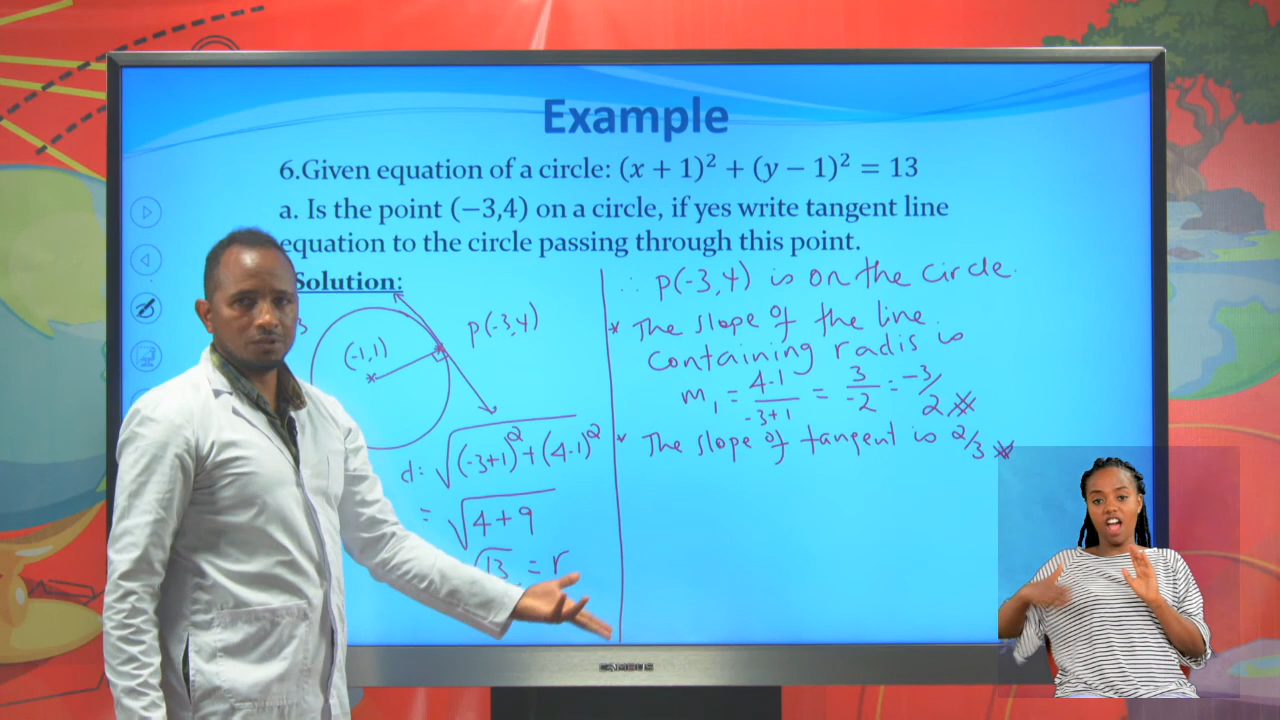 Example
6.Given equation of a circle: (x + 1)² + (y − 1)² = 13
a. Is the point (−3,4) on a circle, if yes write tangent line
equation to the circle passing through this point.
Solution:
3
(-1,1)
p(-3,4)
d: √(-3+1)²+(4-1)²
= √4+9
√13 = r
∴ p(-3,4) is on the circle.
* The slope of the line
containing radis is
m₁ = 4-1/-3+1 = 3/-2 = -3/2
* The slope of tangent is 2/3